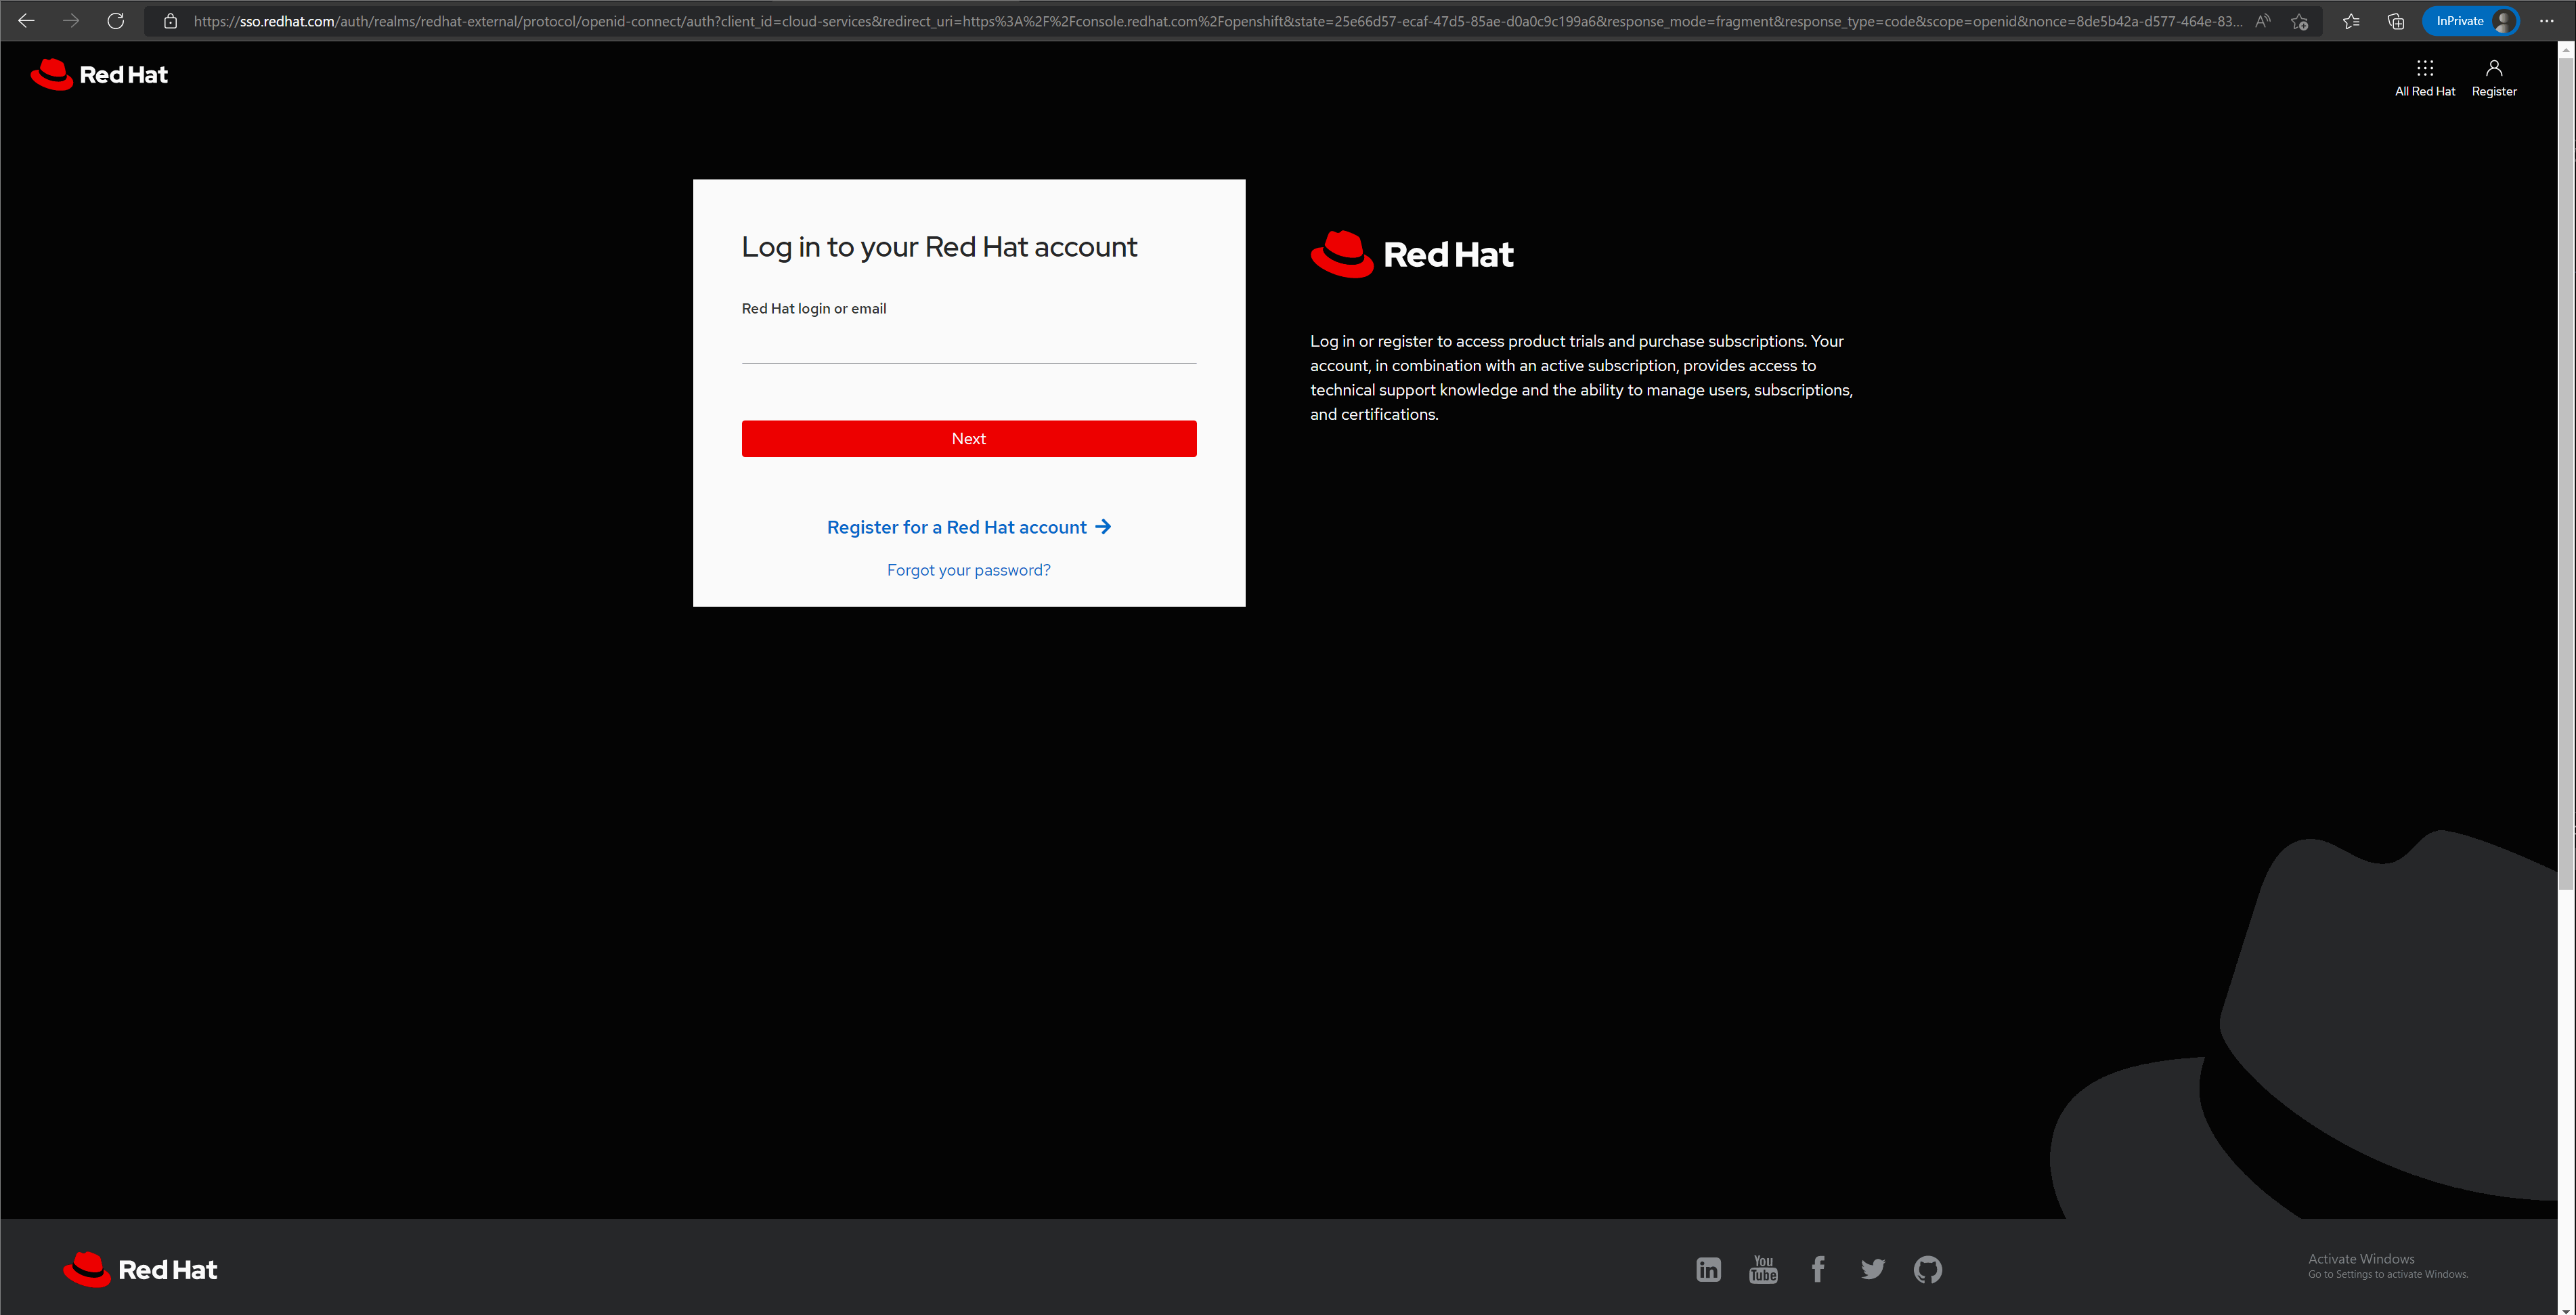 https://sso.redhat.com/auth/realms/redhat-external/protocol/openid-connect/auth?client_id=cloud-services&redirect_uri=https%3A%2F%2Fconsole.redhat.com%2Fopenshift&state=25e66d57-ecaf-47d5-85ae-d0a0c9c199a6&response_mode=fragment&response_type=code&scope=openid&nonce=8de5b42a-d577-464e-83...
InPrivate
Red Hat
All Red Hat
Register
Log in to your Red Hat account
Red Hat login or email
Next
Register for a Red Hat account
Forgot your password?
Red Hat
Log in or register to access product trials and purchase subscriptions. Your
account, in combination with an active subscription, provides access to
technical support knowledge and the ability to manage users, subscriptions,
and certifications.
Red Hat
in
You
Tube
Activate Windows
Go to Settings to activate Windows.